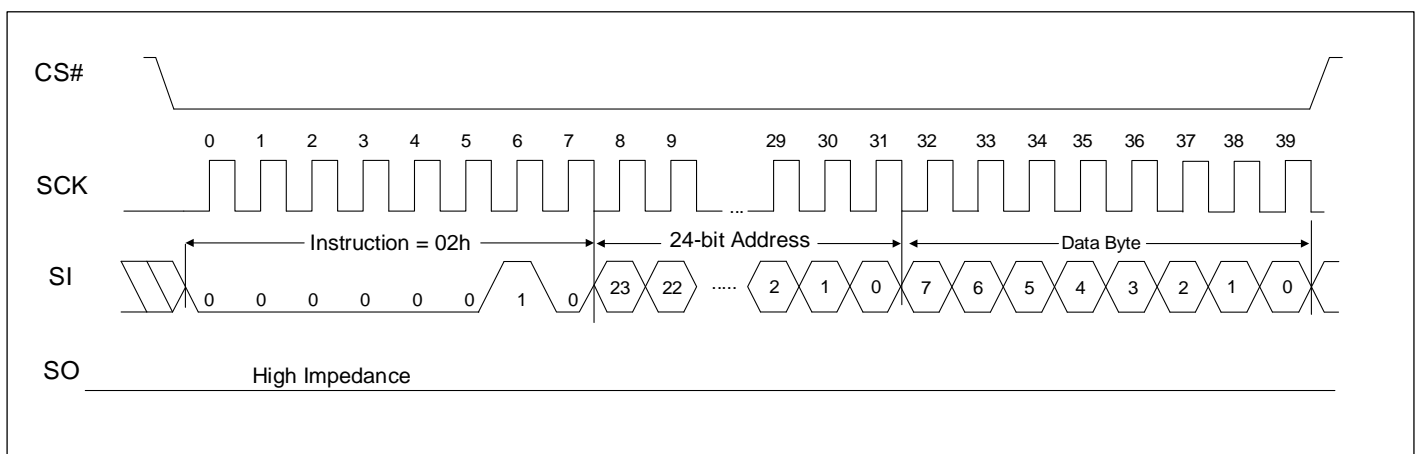 CS#
0 1 2 3 4 5 6 7 8 9 29 30 31 32 33 34 35 36 37 38 39
SCK
...
Instruction = 02h 24-bit Address Data Byte
SI
0 0 0 0 0 0 1 0 23 22 ..... 2 1 0 7 6 5 4 3 2 1 0
SO
High Impedance